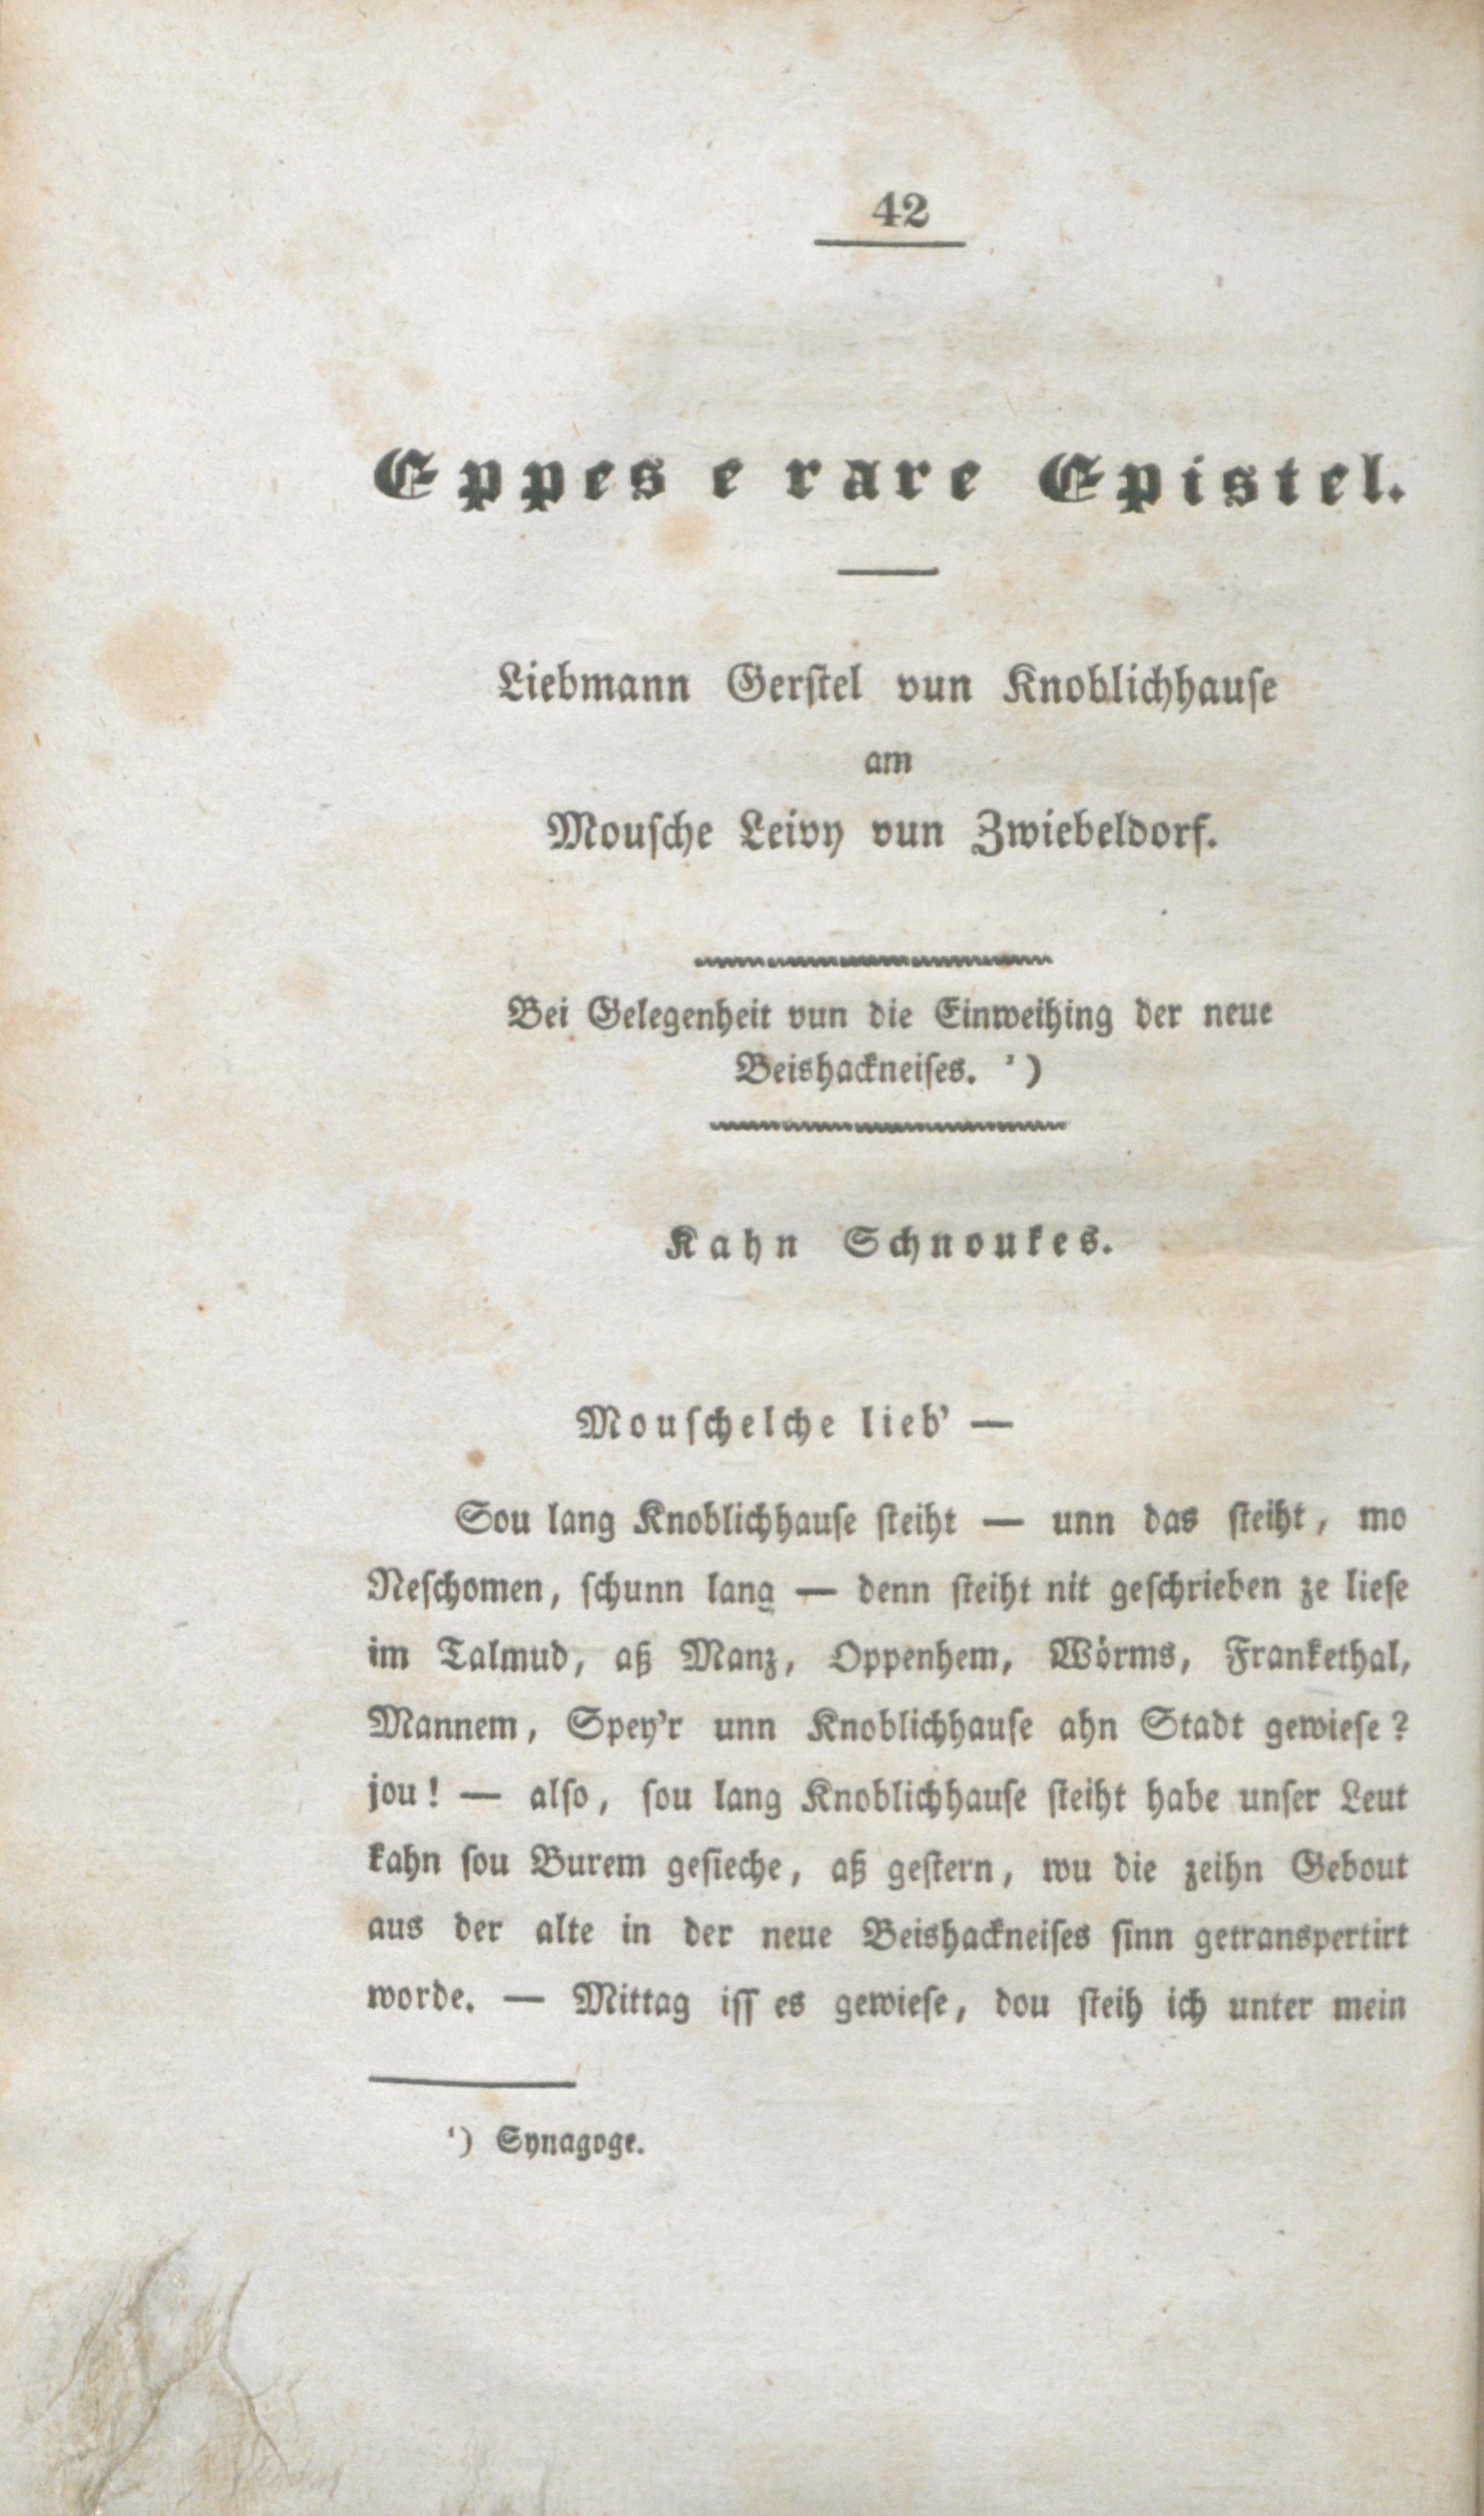 42
Eppes e rare Epistel.
Liebmann Gerstel vun Knoblichhause
am
Mousche Leivy vun Zwiebeldorf.
Bei Gelegenheit vun die Einweihing der neue
Beishackneises. ¹)
Kahn Schnoukes.
Mouschelche lieb’ —
Sou lang Knoblichhause steiht — unn das steiht, mo
Neschomen, schunn lang — denn steiht nit geschrieben ze liese
im Talmud, aß Manz, Oppenhem, Wörms, Frankethal,
Mannem, Spey’r unn Knoblichhause ahn Stadt gewiese?
jou! — also, sou lang Knoblichhause steiht habe unser Leut
kahn sou Burem gesieche, aß gestern, wu die zeihn Gebout
aus der alte in der neue Beishackneises sinn getranspertirt
worde. — Mittag iss es gewiese, dou steih ich unter mein
¹) Synagoge.